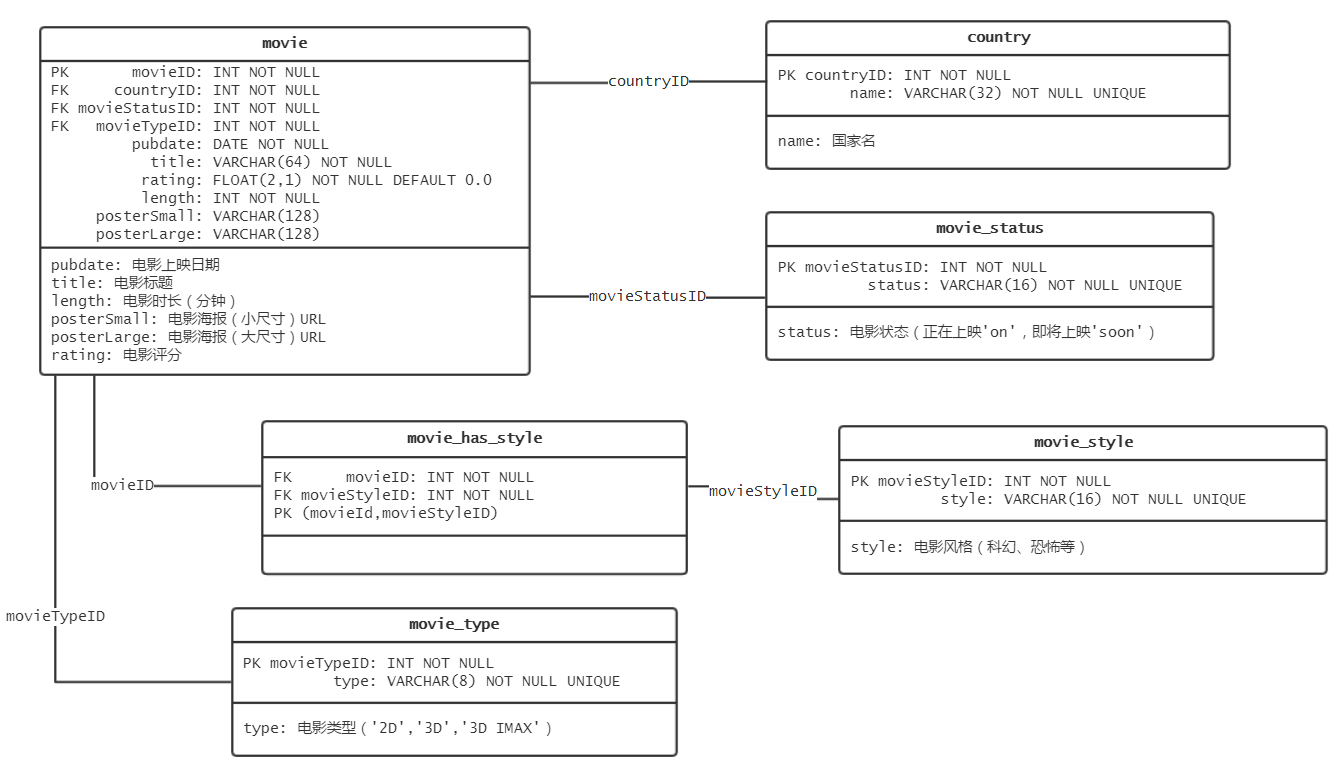 movie
PK movieID: INT NOT NULL
FK countryID: INT NOT NULL
FK movieStatusID: INT NOT NULL
FK movieTypeID: INT NOT NULL
pubdate: DATE NOT NULL
title: VARCHAR(64) NOT NULL
rating: FLOAT(2,1) NOT NULL DEFAULT 0.0
length: INT NOT NULL
posterSmall: VARCHAR(128)
posterLarge: VARCHAR(128)
pubdate: 电影上映日期
title: 电影标题
length: 电影时长（分钟）
posterSmall: 电影海报（小尺寸）URL
posterLarge: 电影海报（大尺寸）URL
rating: 电影评分
countryID
country
PK countryID: INT NOT NULL
name: VARCHAR(32) NOT NULL UNIQUE
name: 国家名
movieStatusID
movie_status
PK movieStatusID: INT NOT NULL
status: VARCHAR(16) NOT NULL UNIQUE
status: 电影状态（正在上映'on'，即将上映'soon'）
movieID
movie_has_style
FK movieID: INT NOT NULL
FK movieStyleID: INT NOT NULL
PK (movieId,movieStyleID)
movieStyleID
movie_style
PK movieStyleID: INT NOT NULL
style: VARCHAR(16) NOT NULL UNIQUE
style: 电影风格（科幻、恐怖等）
movieTypeID
movie_type
PK movieTypeID: INT NOT NULL
type: VARCHAR(8) NOT NULL UNIQUE
type: 电影类型（'2D','3D','3D IMAX'）